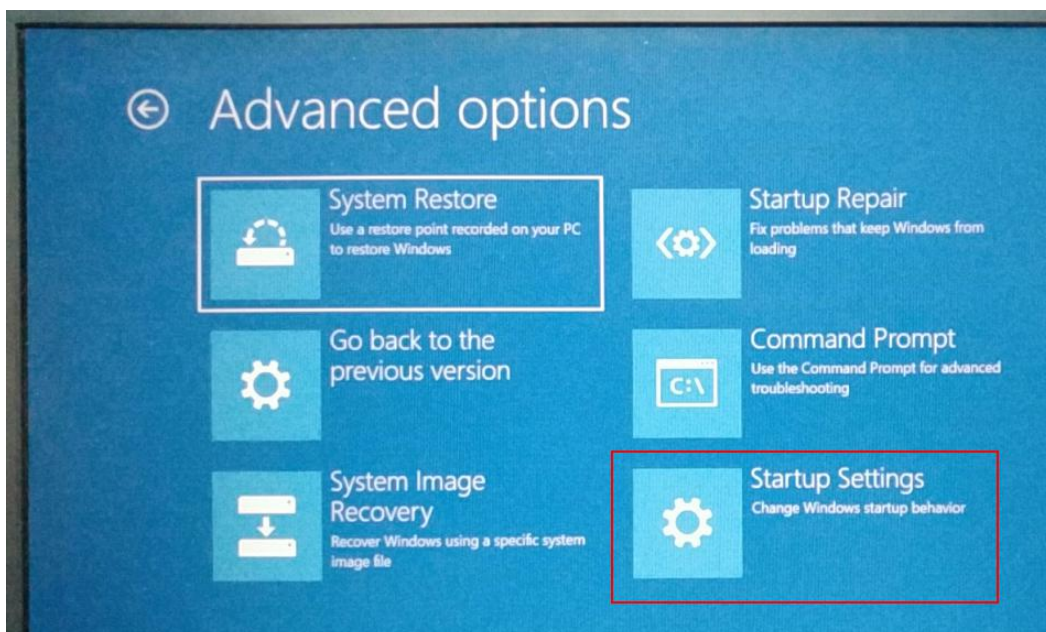 Advanced options
System Restore
Use a restore point recorded on your PC
to restore Windows
Startup Repair
Fix problems that keep Windows from
loading
Go back to the
previous version
Command Prompt
Use the Command Prompt for advanced
troubleshooting
C:\
System Image
Recovery
Recover Windows using a specific system
image file
Startup Settings
Change Windows startup behavior